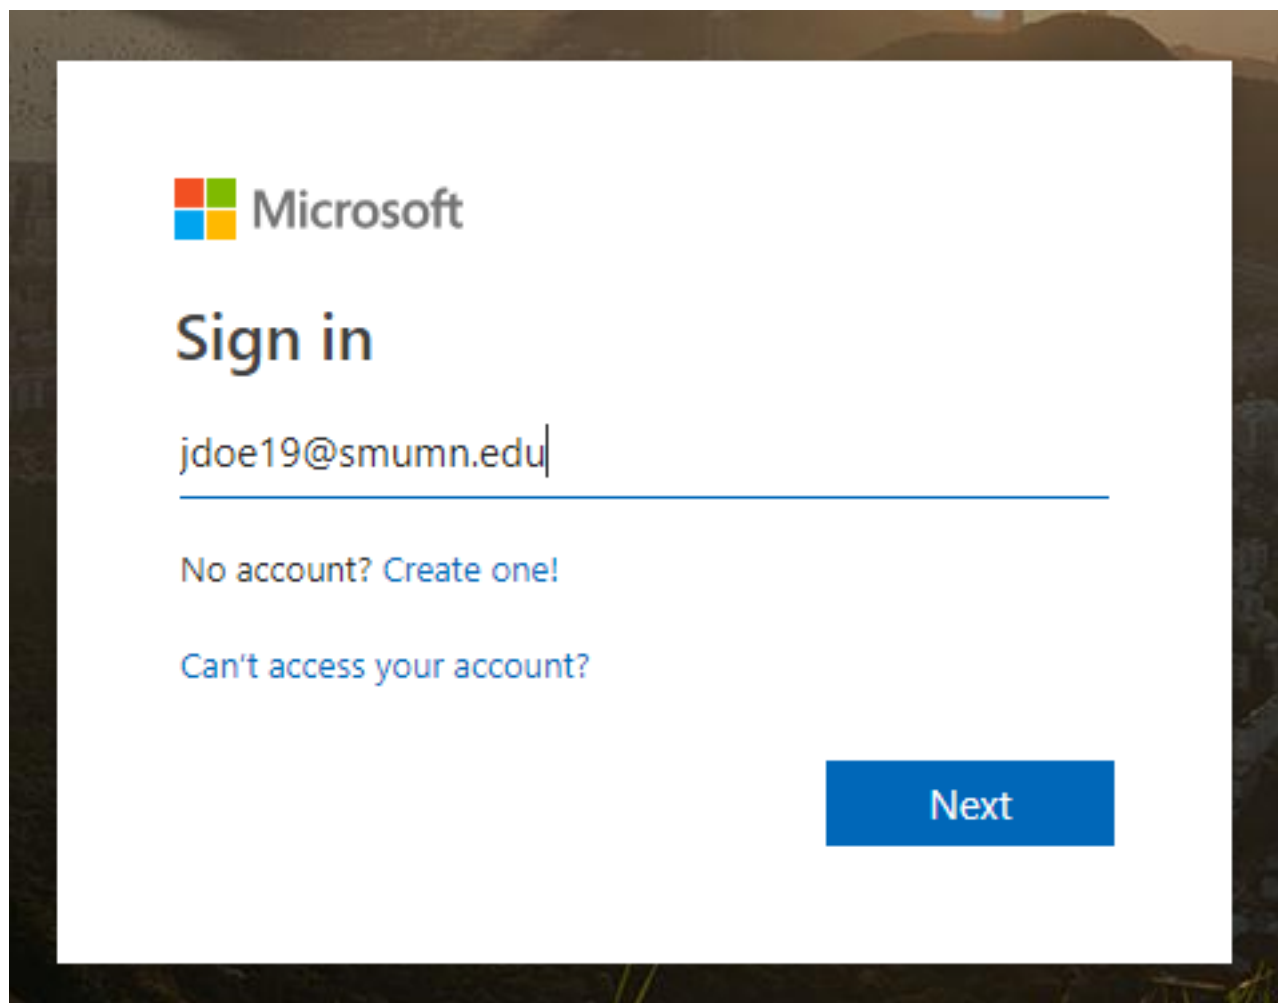 Microsoft
Sign in
jdoe19@smumn.edu
No account? Create one!
Can't access your account?
Next